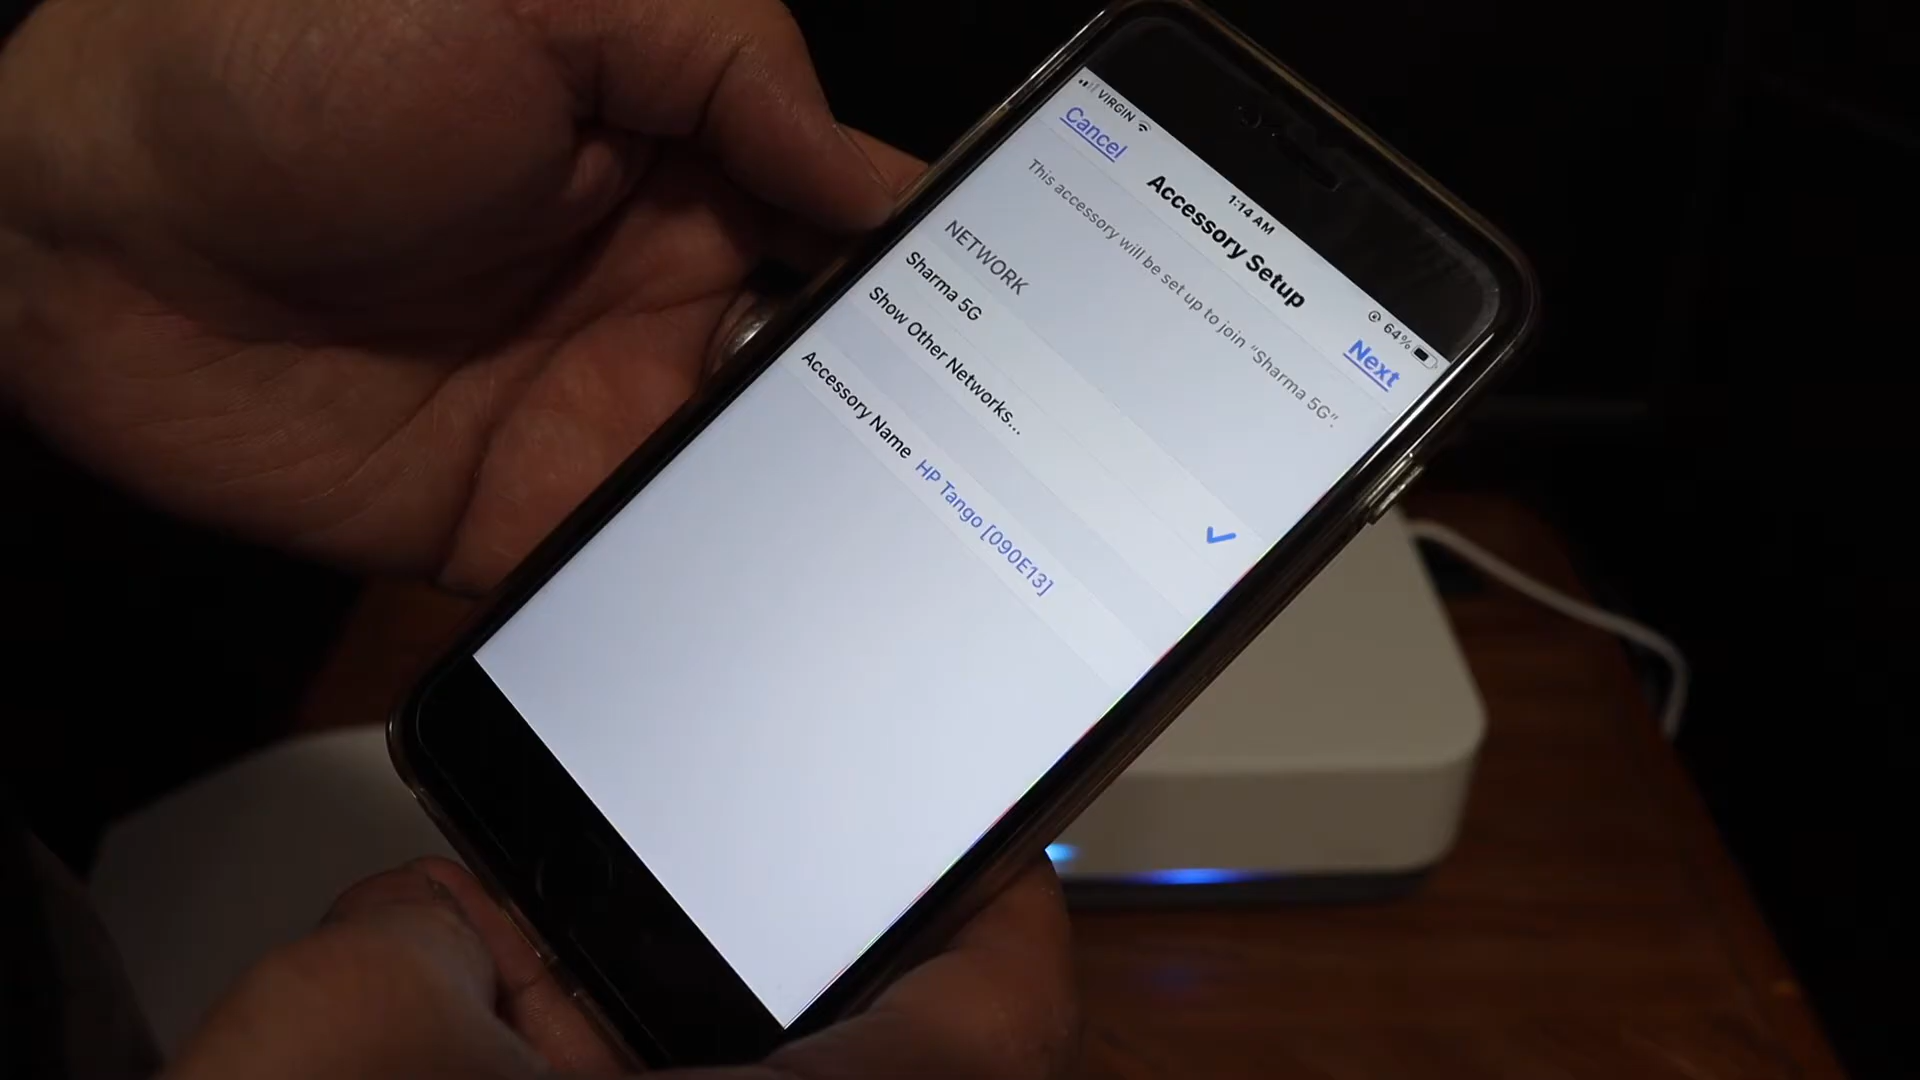 VIRGIN
1:14 AM
64%
Cancel
Accessory Setup
Next
This accessory will be set up to join “Sharma 5G”.
NETWORK
Sharma 5G
Show Other Networks...
Accessory Name HP Tango [090E13]